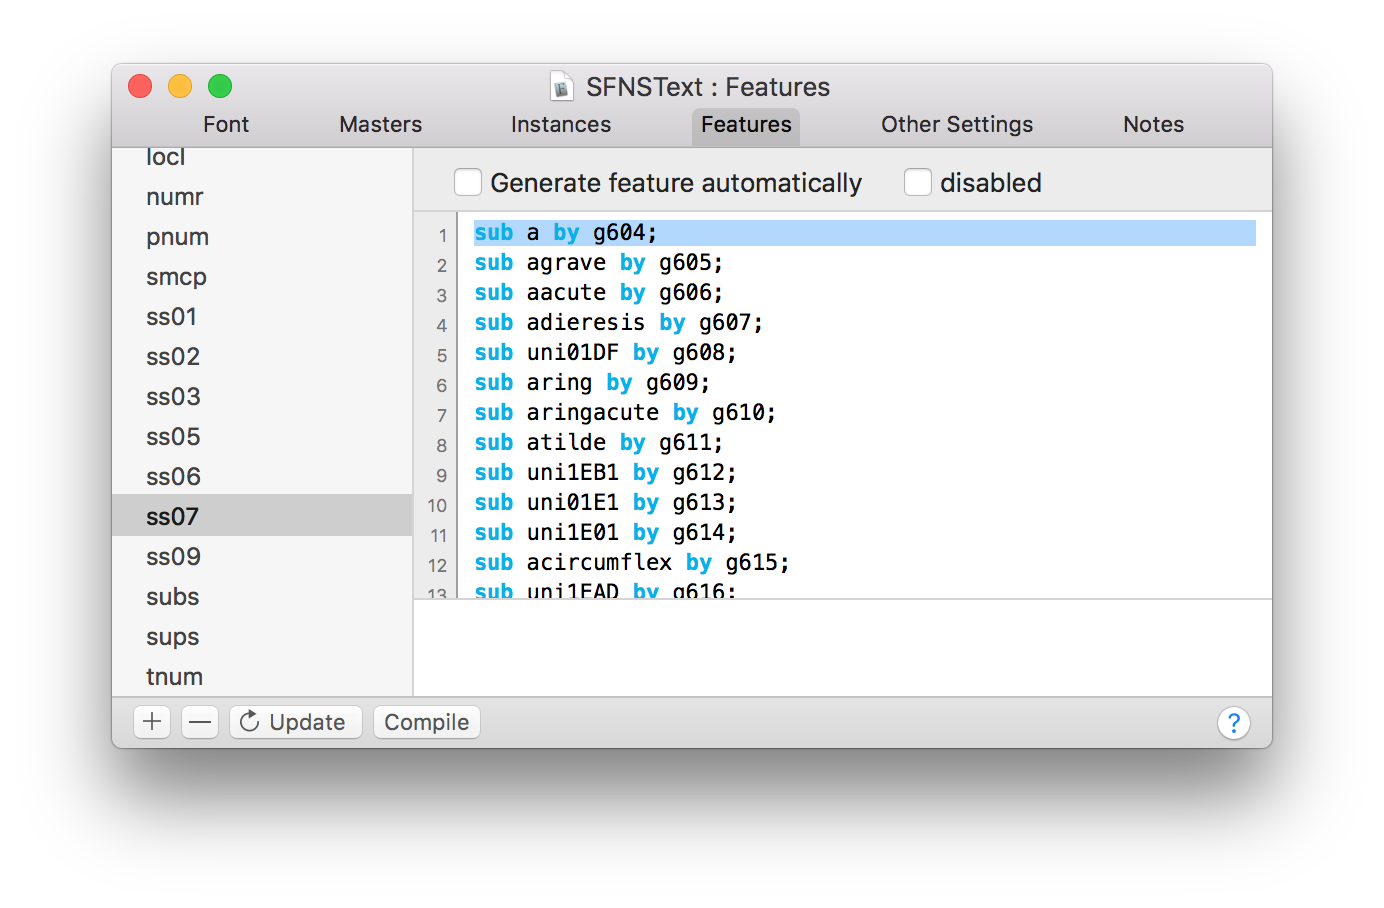 SFNSText : Features
Font Masters Instances Features Other Settings Notes
locl
numr
pnum
smcp
ss01
ss02
ss03
ss05
ss06
ss07
ss09
subs
sups
tnum
Generate feature automatically disabled
1 sub a by g604;
2 sub agrave by g605;
3 sub aacute by g606;
4 sub adieresis by g607;
5 sub uni01DF by g608;
6 sub aring by g609;
7 sub aringacute by g610;
8 sub atilde by g611;
9 sub uni1EB1 by g612;
10 sub uni01E1 by g613;
11 sub uni1E01 by g614;
12 sub acircumflex by g615;
13 sub uni1EAD by g616;
+ — Update Compile ?